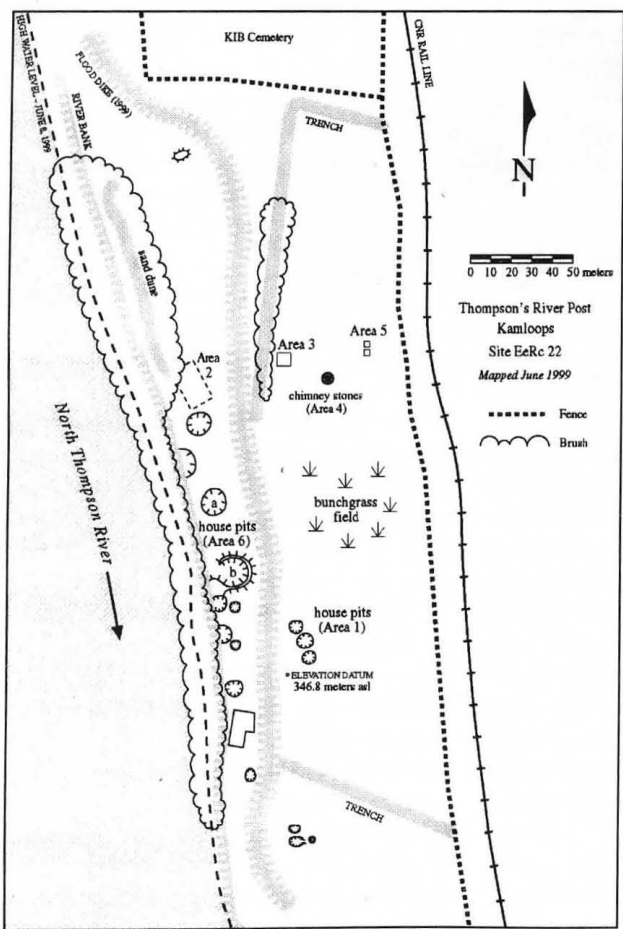 KIB Cemetery
CNR RAIL LINE
HIGH WATER LEVEL - JUNE 8, 1999
FLOOD DIKE (1999)
RIVER BANK
TRENCH
N
0 10 20 30 40 50 meters
sand dune
Thompson's River Post
Kamloops
Site EeRc 22
Mapped June 1999
Area 3
Area 5
Area
2
chimney stones
(Area 4)
Fence
Brush
North Thompson River
a
bunchgrass
field
house pits
(Area 6)
b
house pits
(Area 1)
ELEVATION DATUM
346.8 meters asl
TRENCH